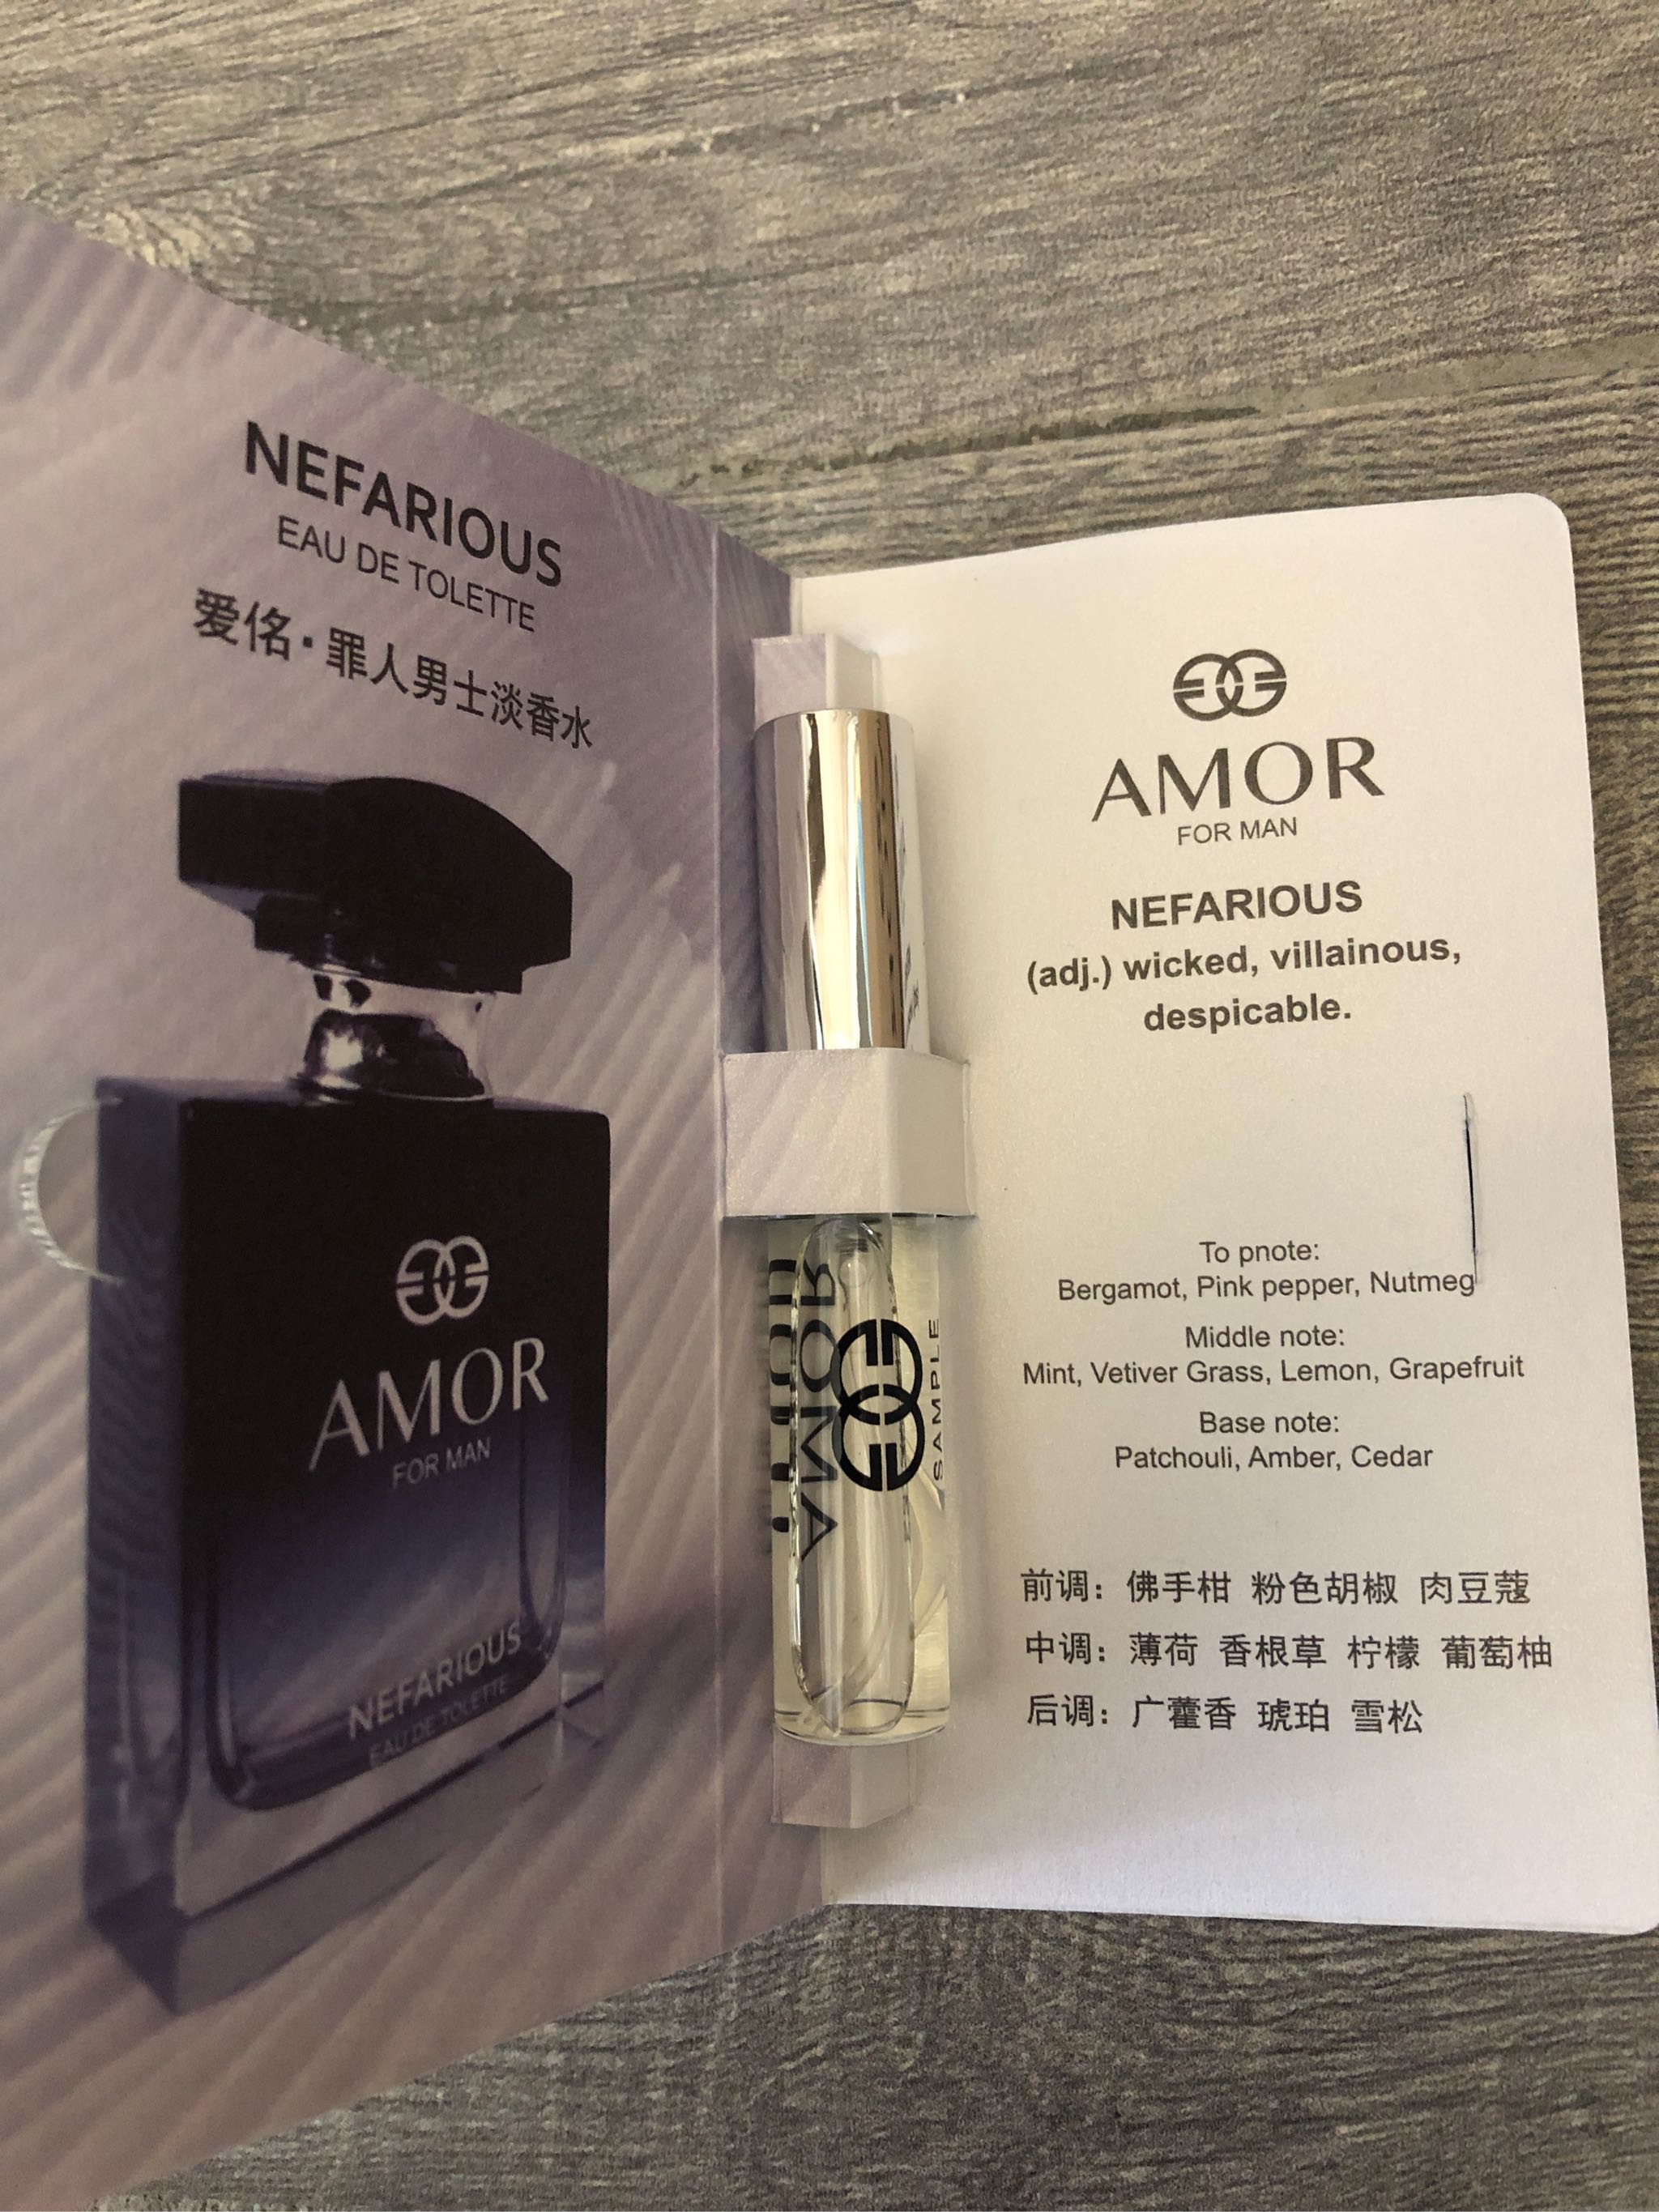 NEFARIOUS
EAU DE TOLETTE
爱佲·罪人男士淡香水
AMOR
FOR MAN
NEFARIOUS
EAU DE TOLETTE
AMOR
SAMPLE
AMOR
FOR MAN
NEFARIOUS
(adj.) wicked, villainous,
despicable.
To pnote:
Bergamot, Pink pepper, Nutmeg
Middle note:
Mint, Vetiver Grass, Lemon, Grapefruit
Base note:
Patchouli, Amber, Cedar
前调：佛手柑 粉色胡椒 肉豆蔻
中调：薄荷 香根草 柠檬 葡萄柚
后调：广藿香 琥珀 雪松